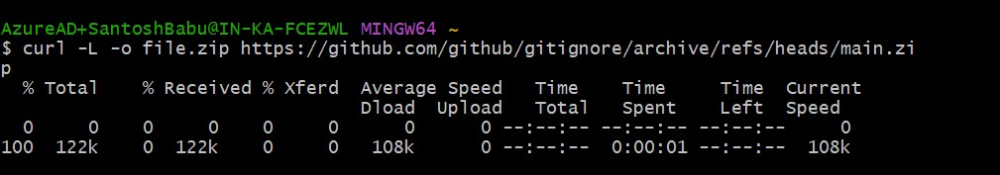 AzureAD+SantoshBabu@IN-KA-FCEZWL MINGW64 ~
$ curl -L -o file.zip https://github.com/github/gitignore/archive/refs/heads/main.zi
p
  % Total    % Received % Xferd  Average Speed   Time    Time     Time  Current
                                 Dload  Upload   Total   Spent    Left  Speed
  0     0    0     0    0     0      0      0 --:--:-- --:--:-- --:--:--     0
100  122k    0  122k    0     0   108k      0 --:--:--  0:00:01 --:--:--  108k